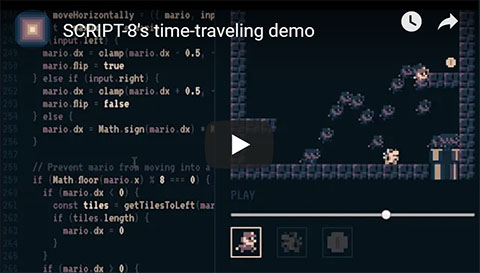 SCRIPT-8's time-traveling demo
moveHorizontally = ({ mario, input
(input.left) {
mario.dx = clamp(mario.dx - 0.5, -
mario.flip = true
} else if (input.right) {
mario.dx = clamp(mario.dx + 0.5, -
mario.flip = false
} else {
mario.dx = Math.sign(mario.dx) =
}
// Prevent mario from moving into a
if (Math.floor(mario.x) % 8 === 0) {
if (mario.dx < 0) {
const tiles = getTilesToLeft(mar
if (tiles.length) {
mario.dx = 0
}
}
if (mario.dx > 0) {
PLAY